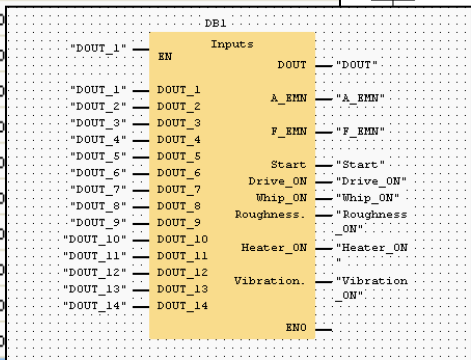 DB1
Inputs
"DOUT_1" EN
DOUT "DOUT"
"DOUT_1" DOUT_1 A_EMN "A_EMN"
"DOUT_2" DOUT_2
"DOUT_3" DOUT_3 F_EMN "F_EMN"
"DOUT_4" DOUT_4
"DOUT_5" DOUT_5 Start "Start"
"DOUT_6" DOUT_6 Drive_ON "Drive_ON"
"DOUT_7" DOUT_7 Whip_ON "Whip_ON"
"DOUT_8" DOUT_8 Roughness. "Roughness
"DOUT_9" DOUT_9 _ON"
"DOUT_10" DOUT_10 Heater_ON "Heater_ON
"DOUT_11" DOUT_11 "
"DOUT_12" DOUT_12 Vibration. "Vibration
"DOUT_13" DOUT_13 _ON"
"DOUT_14" DOUT_14
ENO